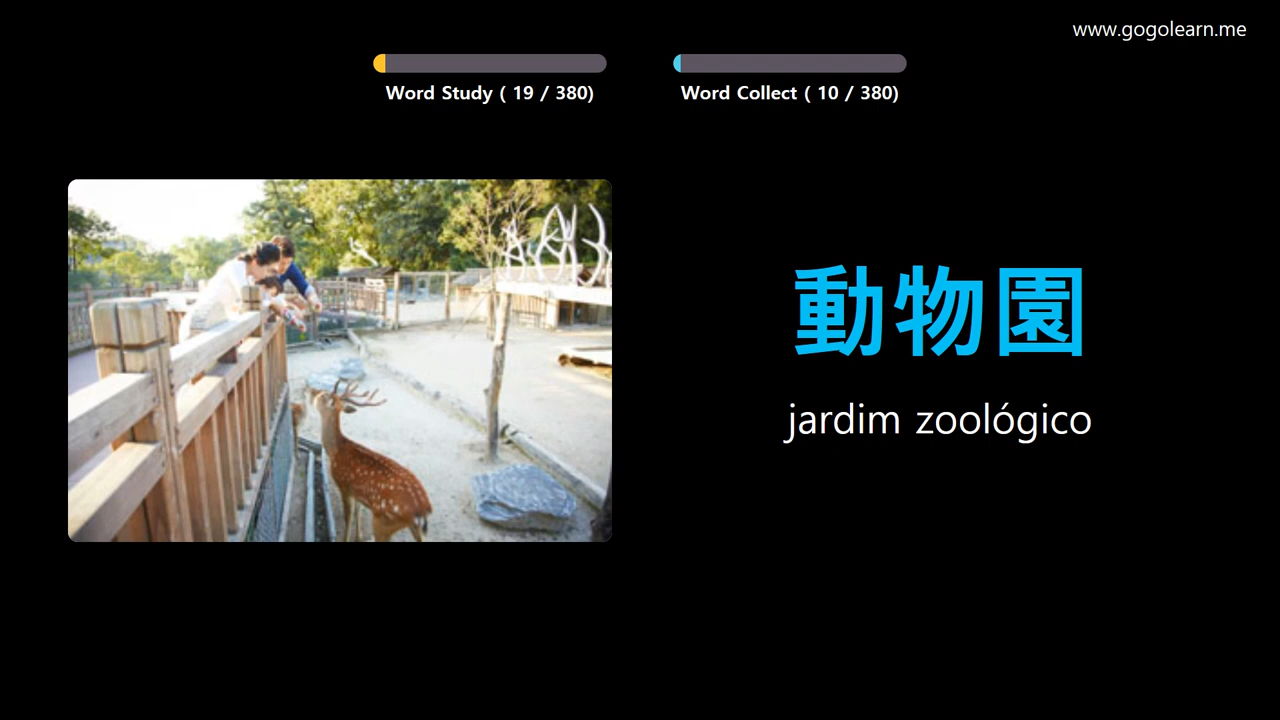 www.gogolearn.me
Word Study ( 19 / 380)
Word Collect ( 10 / 380)
動物園
jardim zoológico